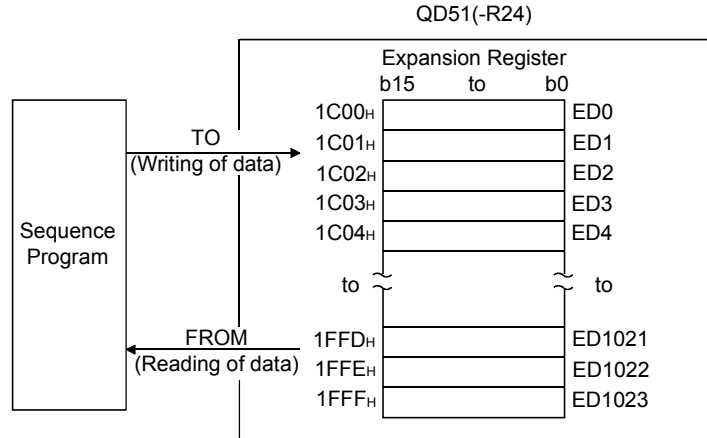 QD51(-R24)
Expansion Register
b15 to b0
1C00H ED0
TO 1C01H ED1
(Writing of data) 1C02H ED2
1C03H ED3
Sequence 1C04H ED4
Program
to to
FROM 1FFDH ED1021
(Reading of data) 1FFEH ED1022
1FFFH ED1023